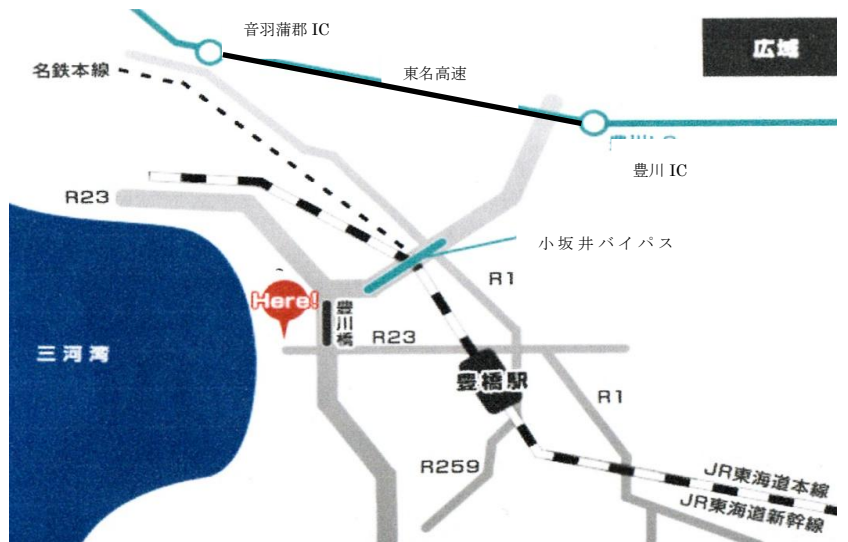 音羽蒲郡 IC
広域
名鉄本線
東名高速
豊川 IC
R23
小坂井バイパス
R1
Here!
豊川橋
R23
三河湾
豊橋駅
R1
R259
JR東海道本線
JR東海道新幹線